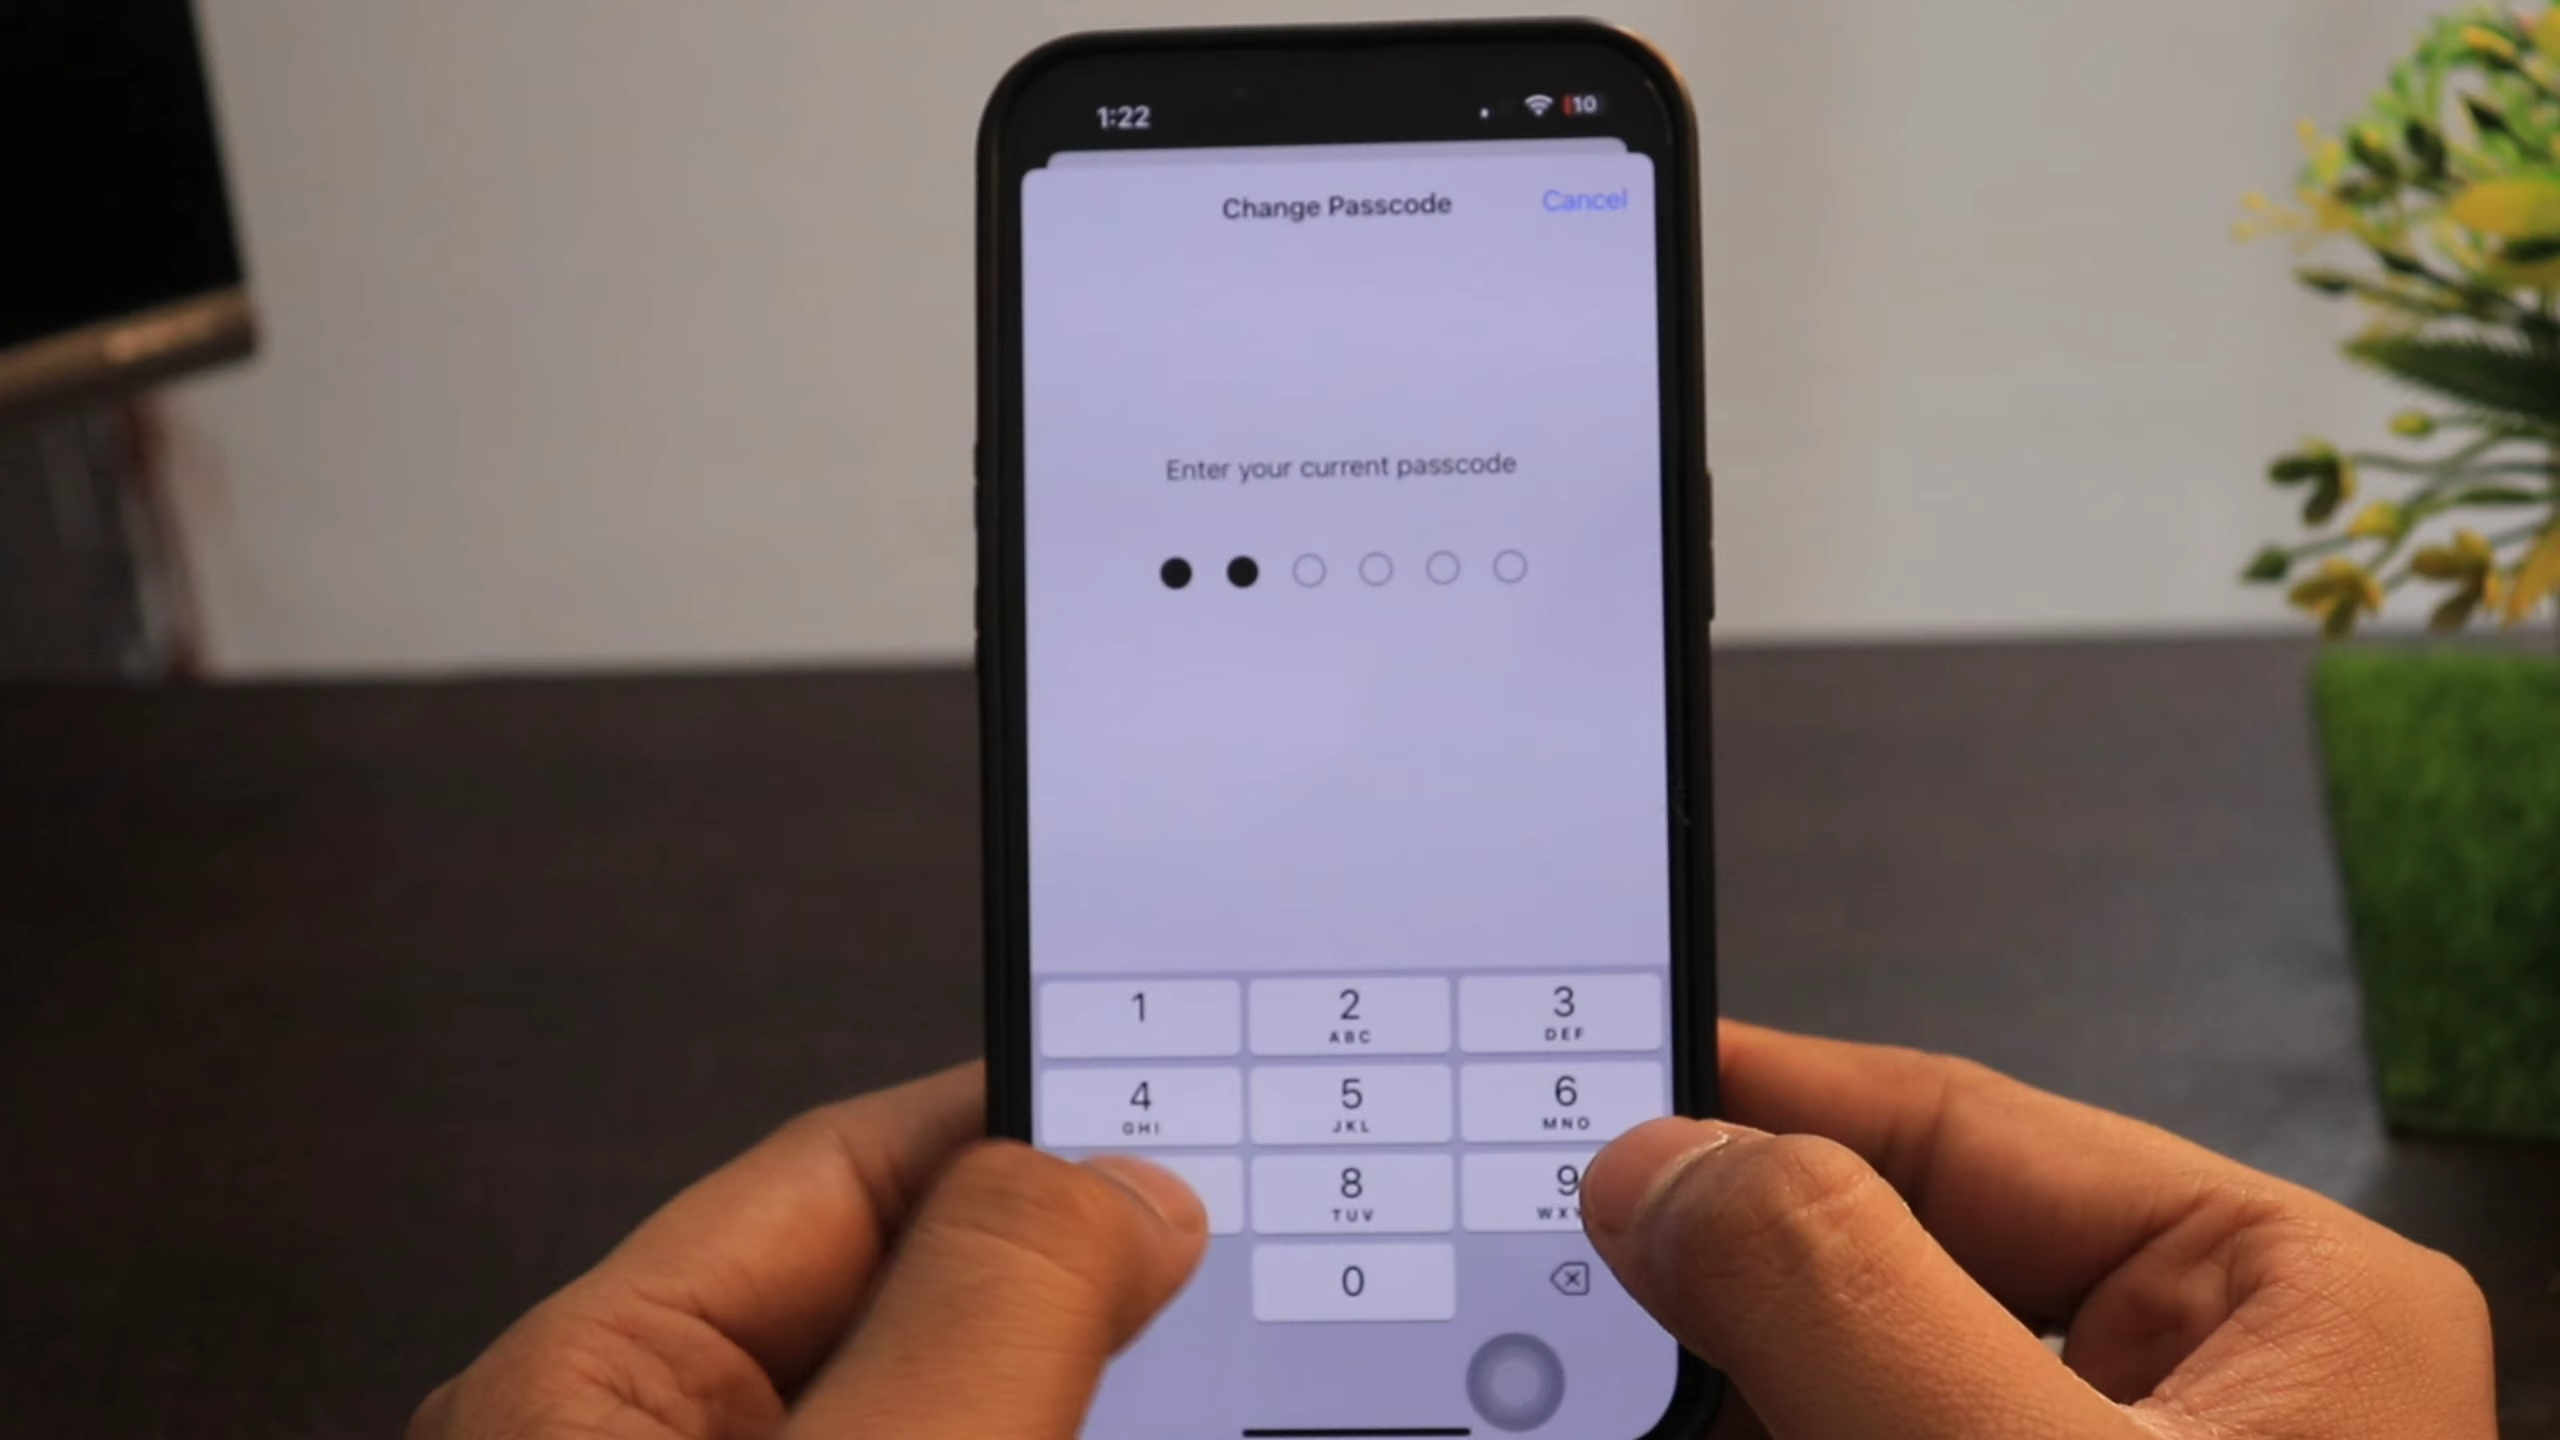 1:22
10
Change Passcode
Cancel
Enter your current passcode
1
2
3
ABC
DEF
4
5
6
GHI
JKL
MNO
8
9
TUV
WXY
0